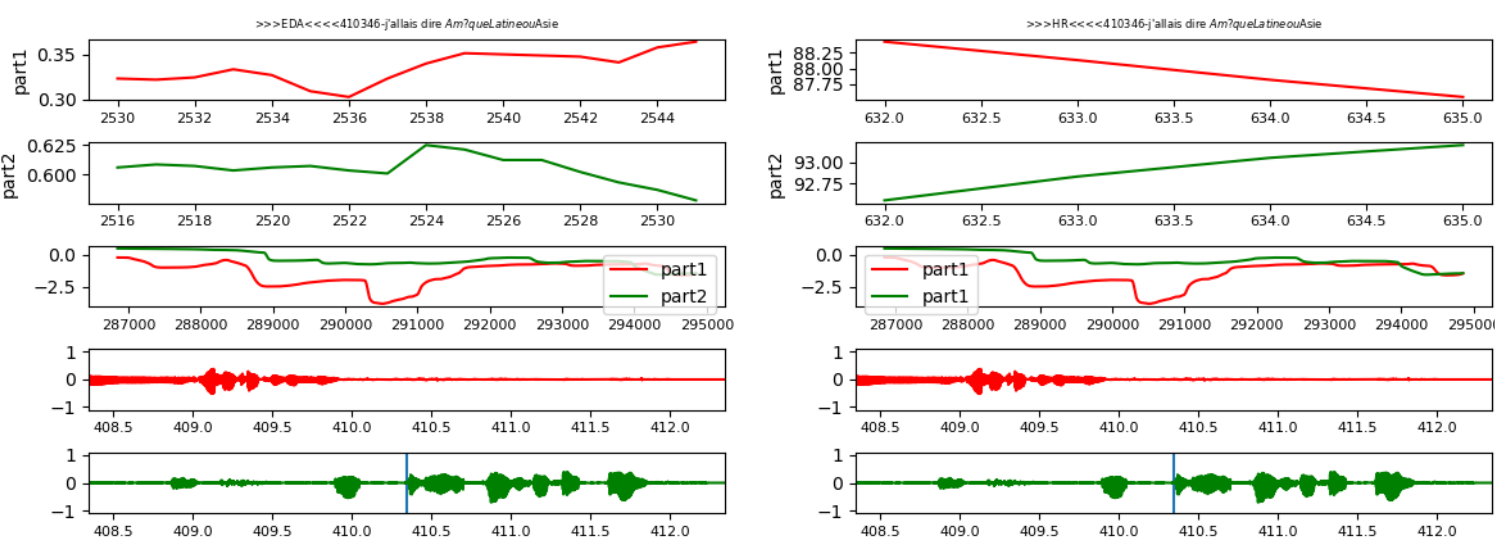 >>>EDA<<<<410346-j'allais dire Am?queLatineouAsie
part1
0.35
0.30
2530 2532 2534 2536 2538 2540 2542 2544
part2
0.625
0.600
2516 2518 2520 2522 2524 2526 2528 2530
0.0
−2.5
part1
part2
287000 288000 289000 290000 291000 292000 293000 294000 295000
1
0
−1
408.5 409.0 409.5 410.0 410.5 411.0 411.5 412.0
1
0
−1
408.5 409.0 409.5 410.0 410.5 411.0 411.5 412.0
>>>HR<<<<410346-j'allais dire Am?queLatineouAsie
part1
88.25
88.00
87.75
632.0 632.5 633.0 633.5 634.0 634.5 635.0
part2
93.00
92.75
632.0 632.5 633.0 633.5 634.0 634.5 635.0
0.0
−2.5
part1
part1
287000 288000 289000 290000 291000 292000 293000 294000 295000
1
0
−1
408.5 409.0 409.5 410.0 410.5 411.0 411.5 412.0
1
0
−1
408.5 409.0 409.5 410.0 410.5 411.0 411.5 412.0